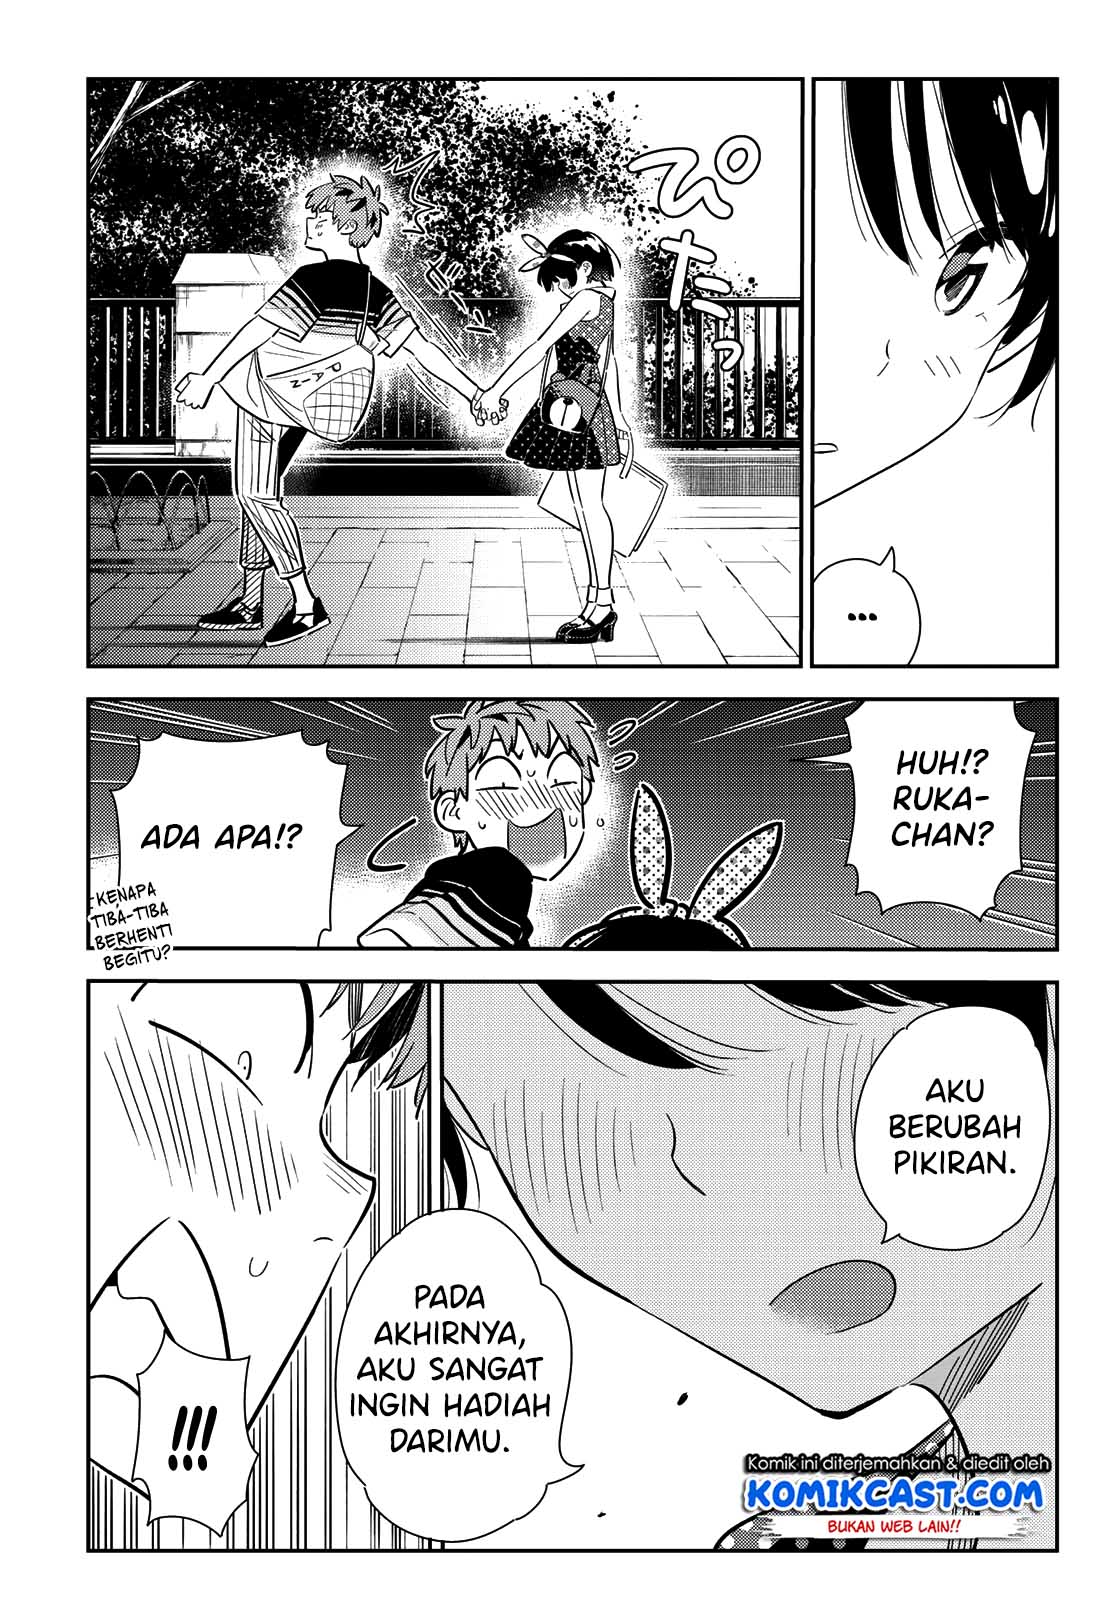 ぴたっ
...
HUH!?
RUKA-
CHAN?
ADA APA!?
KENAPA
TIBA-TIBA
BERHENTI
BEGITU?
AKU
BERUBAH
PIKIRAN.
PADA
AKHIRNYA,
AKU SANGAT
INGIN HADIAH
DARIMU.
!!!
Komik ini diterjemahkan & diedit oleh
KOMIKCAST.COM
BUKAN WEB LAIN!!